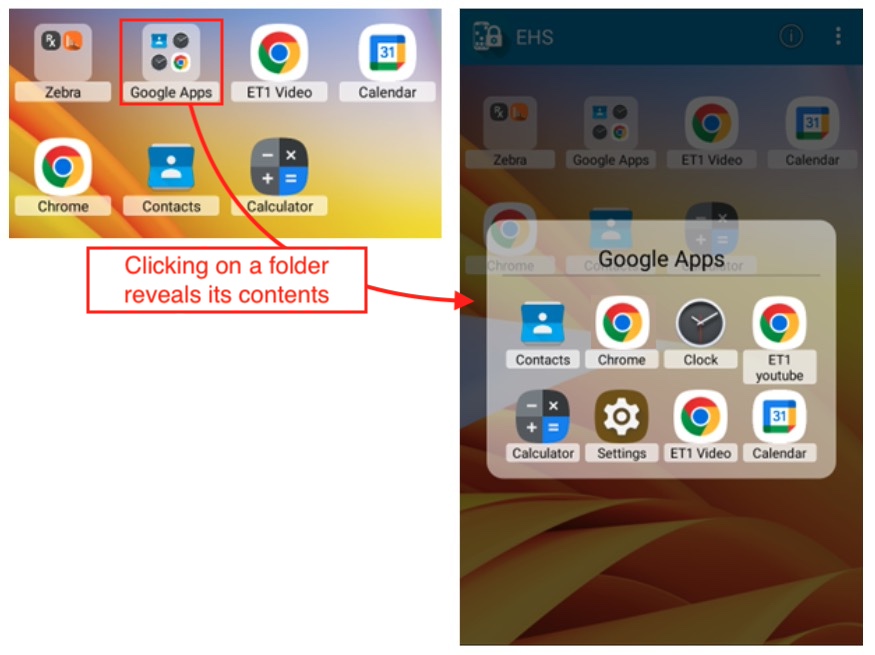 Zebra
Google Apps
ET1 Video
Calendar
31
Chrome
Contacts
Calculator
Clicking on a folder
reveals its contents
EHS
31
Zebra
Google Apps
ET1 Video
Calendar
Chrome
Contacts
Calculator
Google Apps
Contacts
Chrome
Clock
ET1
youtube
31
Calculator
Settings
ET1 Video
Calendar